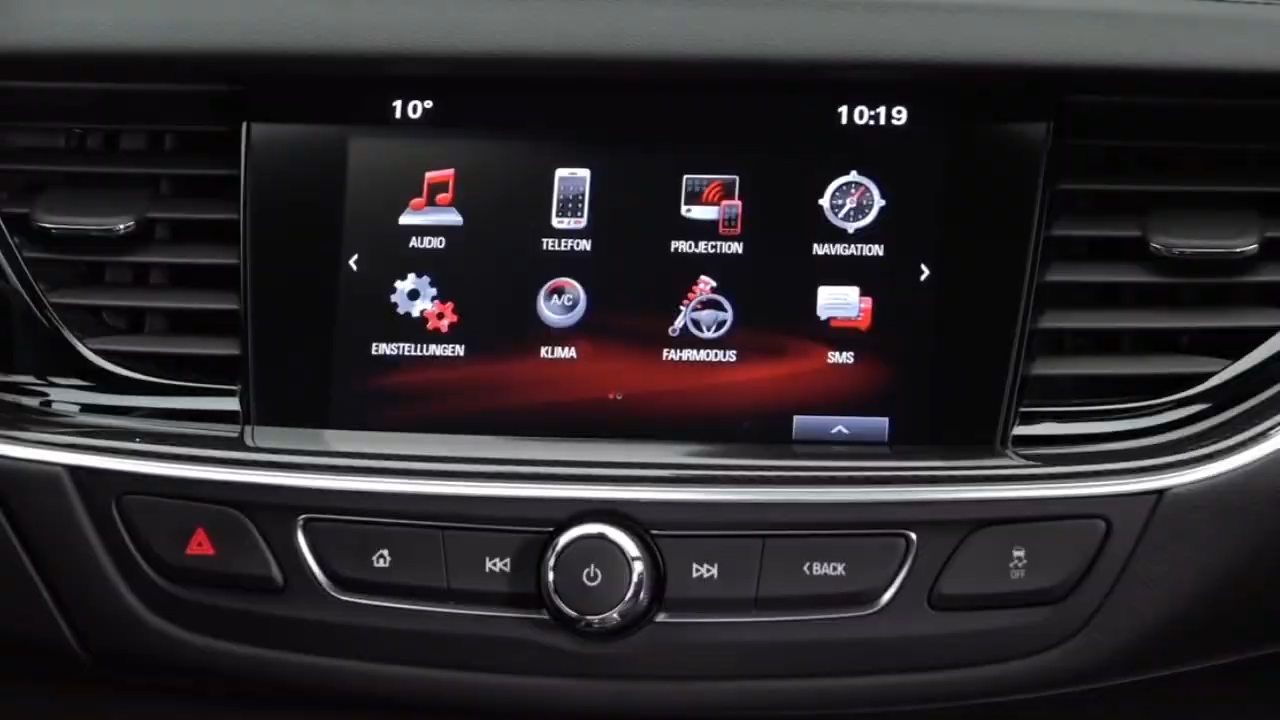 10°
10:19
AUDIO
TELEFON
PROJECTION
NAVIGATION
EINSTELLUNGEN
A/C
KLIMA
FAHRMODUS
SMS
BACK
OFF